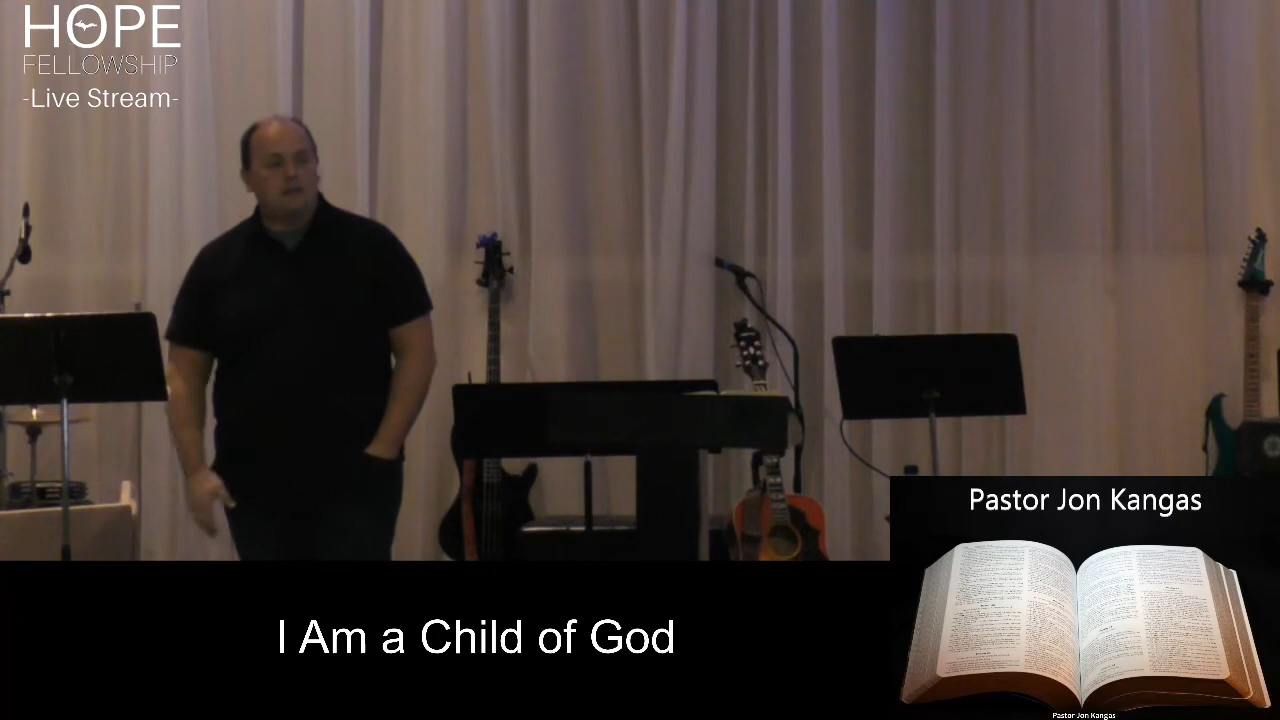 HOPE
FELLOWSHIP
-Live Stream-
Pastor Jon Kangas
I Am a Child of God
Pastor Jon Kangas